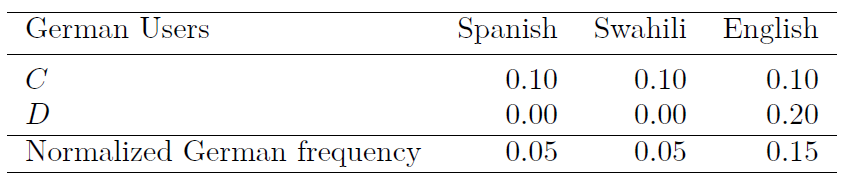 German Users Spanish Swahili English
C 0.10 0.10 0.10
D 0.00 0.00 0.20
Normalized German frequency 0.05 0.05 0.15